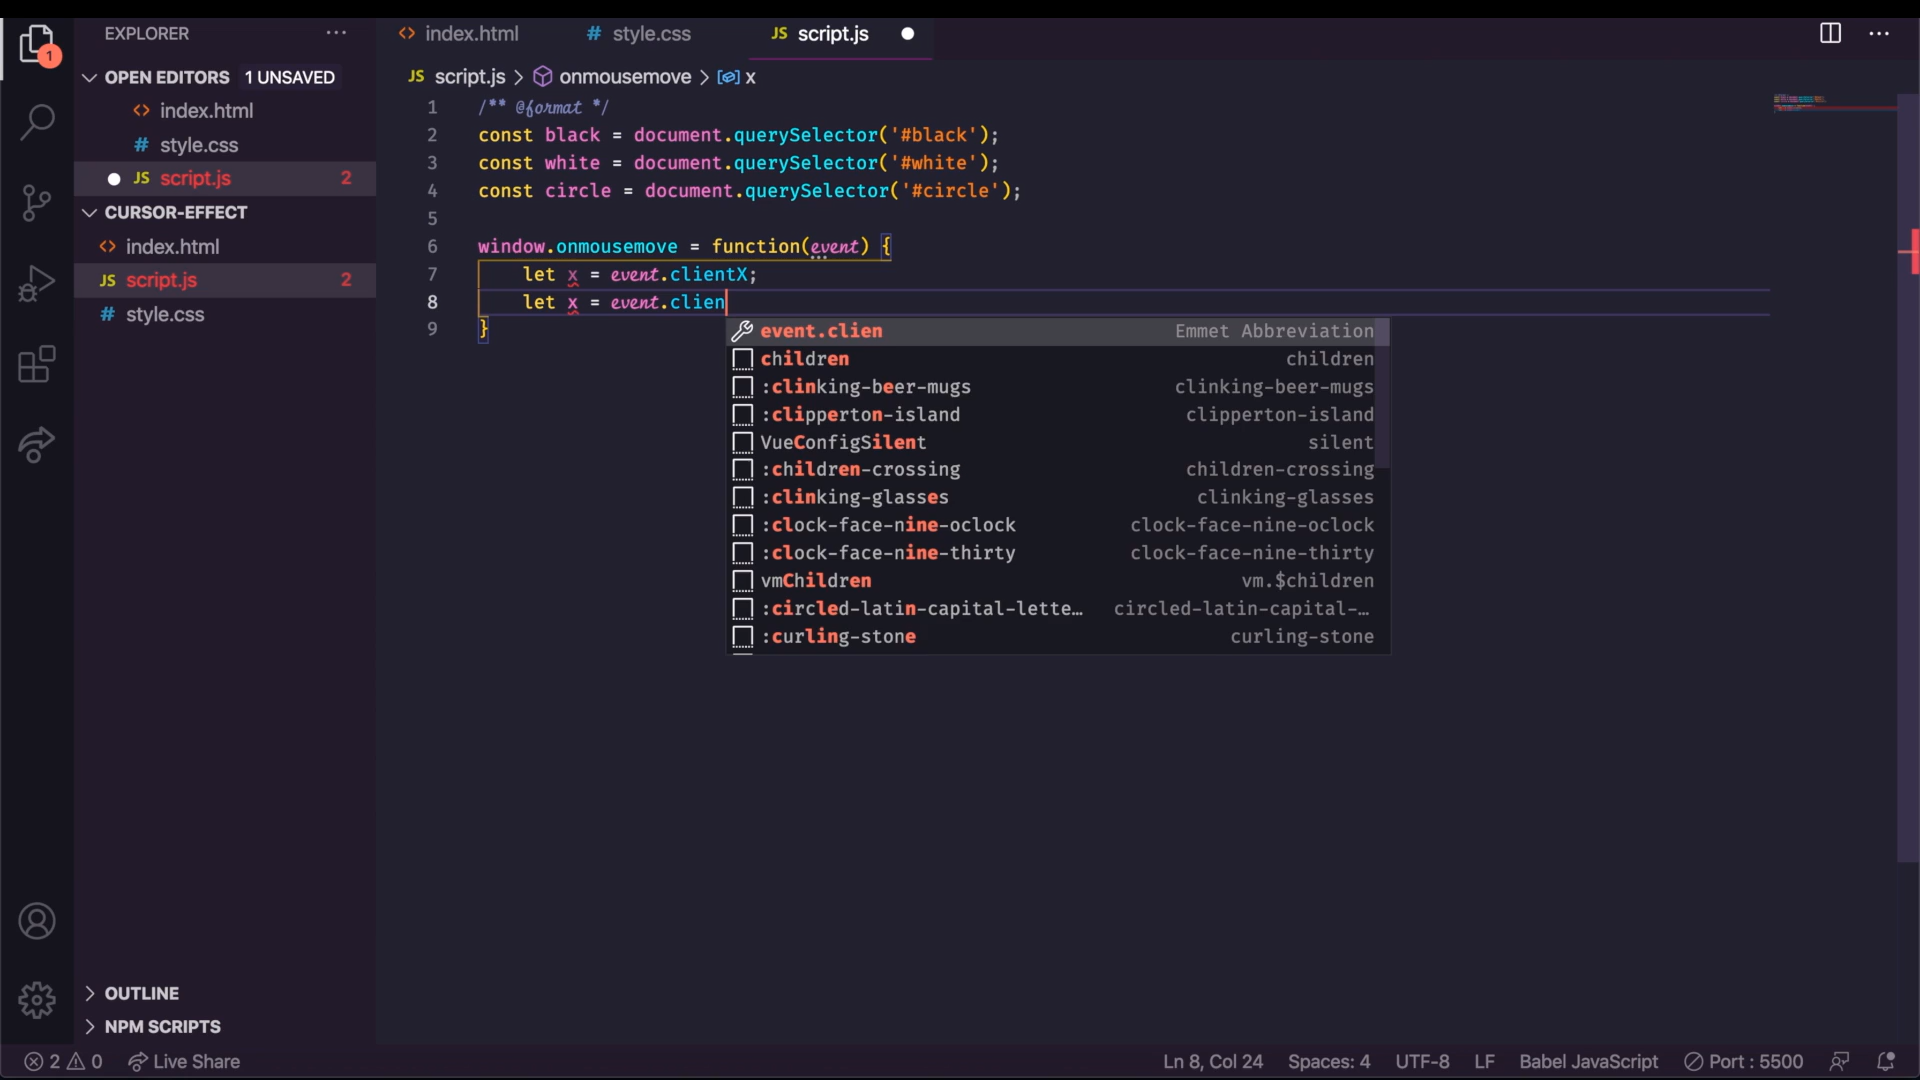 EXPLORER
index.html
style.css
script.js
1
OPEN EDITORS 1 UNSAVED
index.html
style.css
script.js 2
CURSOR-EFFECT
index.html
script.js 2
style.css
OUTLINE
NPM SCRIPTS
script.js > onmousemove > x
1 /** @format */
2 const black = document.querySelector('#black');
3 const white = document.querySelector('#white');
4 const circle = document.querySelector('#circle');
5
6 window.onmousemove = function(event) {
7 let x = event.clientX;
8 let x = event.clien
9 }
event.clien Emmet Abbreviation
children children
:clinking-beer-mugs clinking-beer-mugs
:clipperton-island clipperton-island
VueConfigSilent silent
:children-crossing children-crossing
:clinking-glasses clinking-glasses
:clock-face-nine-oclock clock-face-nine-oclock
:clock-face-nine-thirty clock-face-nine-thirty
vmChildren vm.$children
:circled-latin-capital-lette… circled-latin-capital-…
:curling-stone curling-stone
2 0 Live Share Ln 8, Col 24 Spaces: 4 UTF-8 LF Babel JavaScript Port : 5500